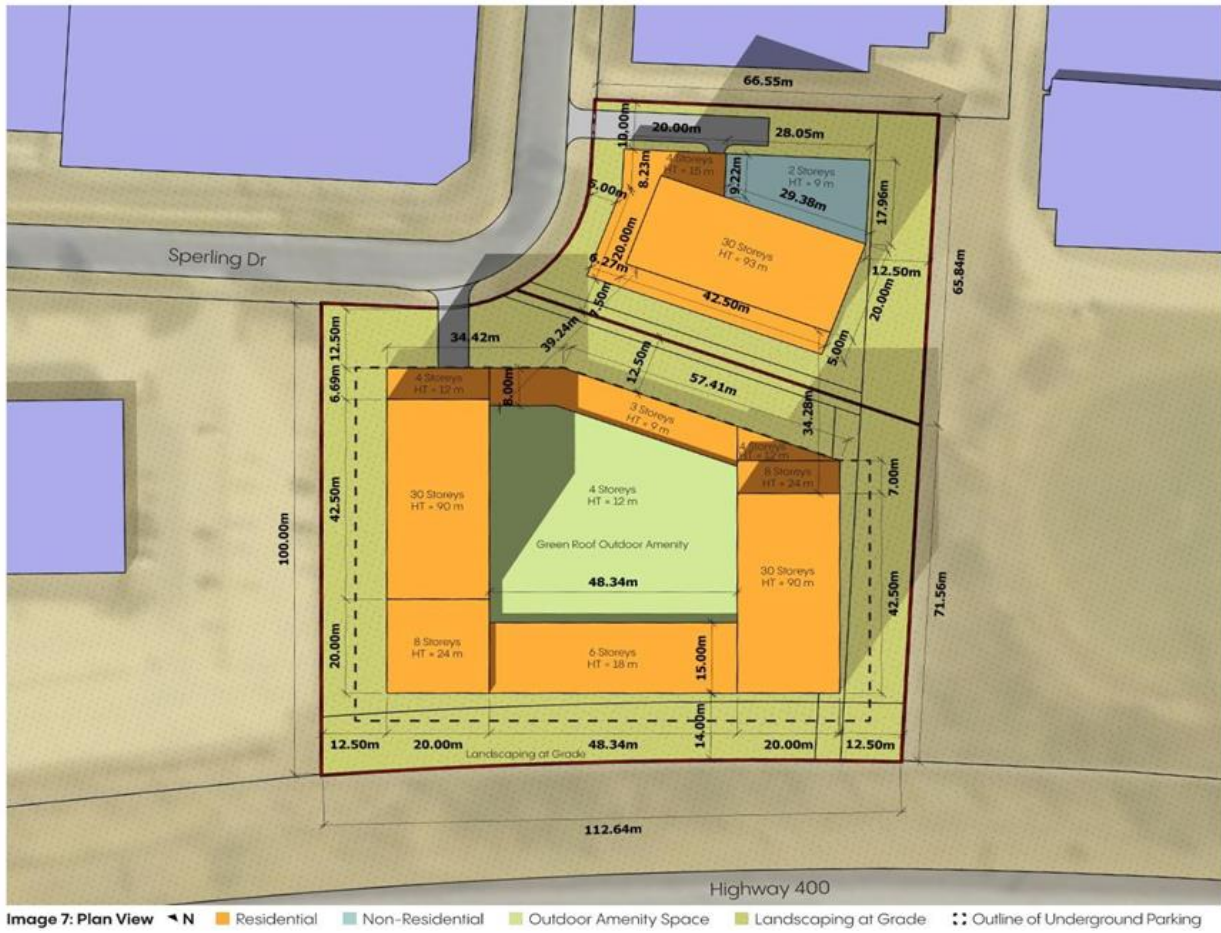 66.55m
10.00m
20.00m
28.05m
4 Storeys
HT = 15 m
8.23m
9.22m
2 Storeys
HT = 9 m
29.38m
17.96m
6.00m
20.00m
30 Storeys
HT = 93 m
6.27m
42.50m
12.50m
20.00m
65.84m
5.00m
7.50m
Sperling Dr
12.50m
34.42m
39.24m
12.50m
57.41m
34.28m
6.69m
4 Storeys
HT = 12 m
8.00m
3 Storeys
HT = 9 m
4 Storeys
HT = 12 m
8 Storeys
HT = 24 m
7.00m
42.50m
30 Storeys
HT = 90 m
4 Storeys
HT = 12 m
Green Roof Outdoor Amenity
48.34m
30 Storeys
HT = 90 m
42.50m
71.56m
100.00m
20.00m
8 Storeys
HT = 24 m
6 Storeys
HT = 18 m
15.00m
14.00m
12.50m
20.00m
48.34m
20.00m
12.50m
Landscaping at Grade
112.64m
Highway 400
Image 7: Plan View N Residential Non-Residential Outdoor Amenity Space Landscaping at Grade Outline of Underground Parking